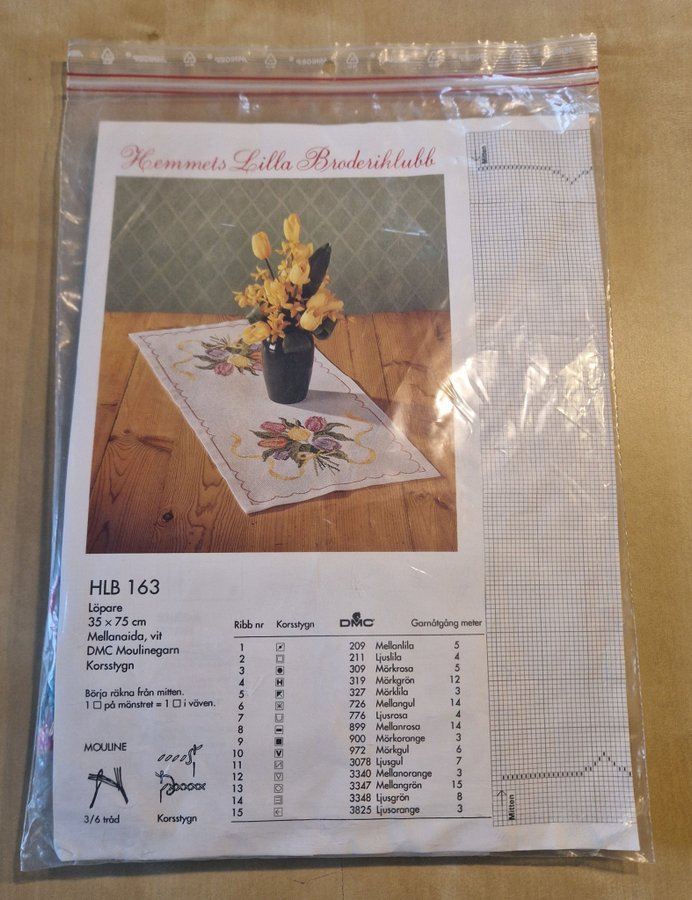 Hemmets Lilla Broderiklubb
Mitten
HLB 163
Löpare
35 × 75 cm
Mellanaida, vit
DMC Moulinegarn
Korsstygn
Börja räkna från mitten.
1 □ på mönstret = 1 □ i väven.
MOULINE
3/6 tråd
Korsstygn
Ribb nr Korsstygn DMC Garnåtgång meter
1 209 Mellanlila 5
2 211 Ljuslila 4
3 309 Mörkrosa 5
4 H 319 Mörkgrön 12
5 327 Mörklila 3
6 726 Mellangul 14
7 776 Ljusrosa 4
8 899 Mellanrosa 14
9 900 Mörkorange 3
10 V 972 Mörkgul 6
11 3078 Ljusgul 7
12 3340 Mellanorange 3
13 3347 Mellangrön 15
14 3348 Ljusgrön 8
15 3825 Ljusorange 3
Mitten